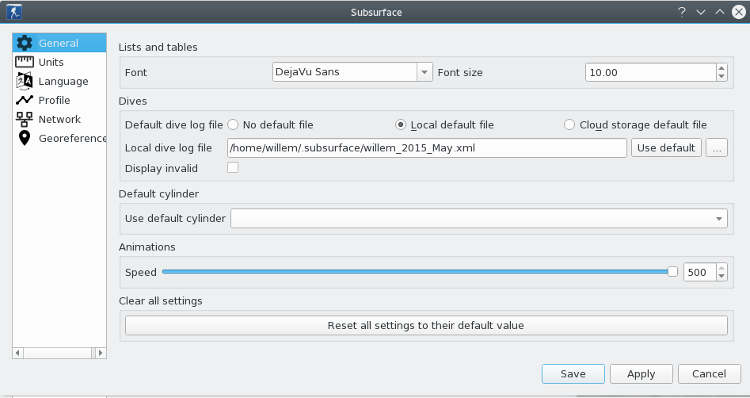 Subsurface
General
Units
Language
Profile
Network
Georeference
Lists and tables
Font DejaVu Sans Font size 10.00
Dives
Default dive log file No default file Local default file Cloud storage default file
Local dive log file /home/willem/.subsurface/willem_2015_May.xml Use default ...
Display invalid
Default cylinder
Use default cylinder
Animations
Speed 500
Clear all settings
Reset all settings to their default value
Save Apply Cancel